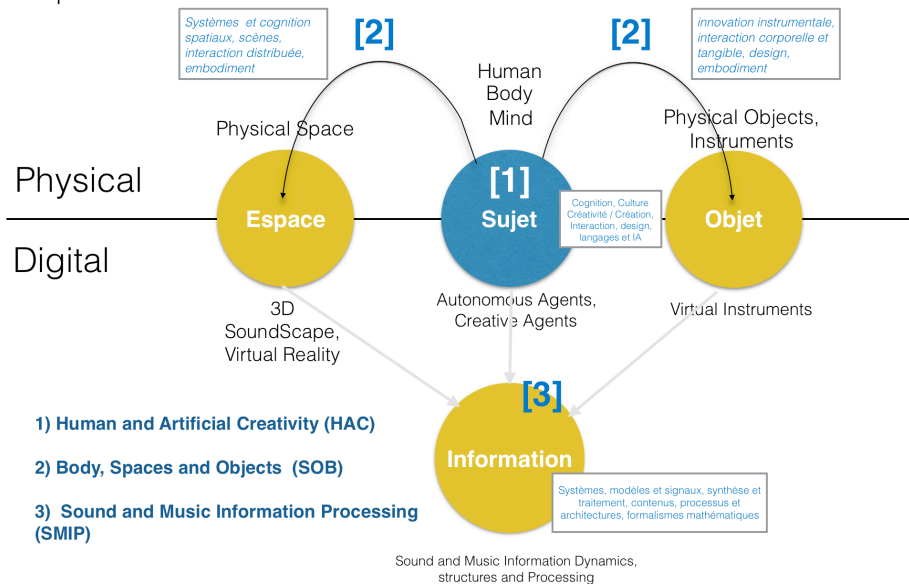 Systèmes et cognition
spatiaux, scènes,
interaction distribuée,
embodiment
[2]
[2]
innovation instrumentale,
interaction corporelle et
tangible, design,
embodiment
Human
Body
Mind
Physical Space
Physical Objects,
Instruments
Physical
[1]
Espace
Sujet
Cognition, Culture
Créativité / Création,
Interaction, design,
langages et IA
Objet
Digital
3D
SoundScape,
Virtual Reality
Autonomous Agents,
Creative Agents
Virtual Instruments
[3]
1) Human and Artificial Creativity (HAC)
2) Body, Spaces and Objects (SOB)
3) Sound and Music Information Processing
(SMIP)
Information
Systèmes, modèles et signaux, synthèse et
traitement, contenus, processus et
architectures, formalismes mathématiques
Sound and Music Information Dynamics,
structures and Processing